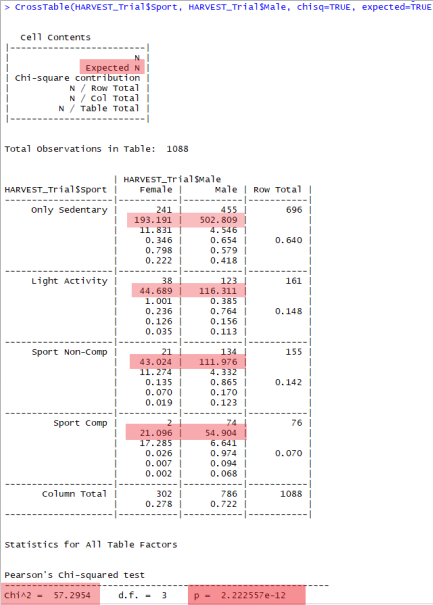 > CrossTable(HARVEST_Trial$Sport, HARVEST_Trial$Male, chisq=TRUE, expected=TRUE
Cell Contents
|-------------------------|
| N |
| Expected N |
| Chi-square contribution |
| N / Row Total |
| N / Col Total |
| N / Table Total |
|-------------------------|
Total Observations in Table: 1088
| HARVEST_Trial$Male
HARVEST_Trial$Sport | Female | Male | Row Total |
--------------------|-----------|-----------|-----------|
Only Sedentary | 241 | 455 | 696 |
| 193.191 | 502.809 | |
| 11.831 | 4.546 | |
| 0.346 | 0.654 | 0.640 |
| 0.798 | 0.579 | |
| 0.222 | 0.418 | |
--------------------|-----------|-----------|-----------|
Light Activity | 38 | 123 | 161 |
| 44.689 | 116.311 | |
| 1.001 | 0.385 | |
| 0.236 | 0.764 | 0.148 |
| 0.126 | 0.156 | |
| 0.035 | 0.113 | |
--------------------|-----------|-----------|-----------|
Sport Non-Comp | 21 | 134 | 155 |
| 43.024 | 111.976 | |
| 11.274 | 4.332 | |
| 0.135 | 0.865 | 0.142 |
| 0.070 | 0.170 | |
| 0.019 | 0.123 | |
--------------------|-----------|-----------|-----------|
Sport Comp | 2 | 74 | 76 |
| 21.096 | 54.904 | |
| 17.285 | 6.641 | |
| 0.026 | 0.974 | 0.070 |
| 0.007 | 0.094 | |
| 0.002 | 0.068 | |
--------------------|-----------|-----------|-----------|
Column Total | 302 | 786 | 1088 |
| 0.278 | 0.722 | |
--------------------|-----------|-----------|-----------|
Statistics for All Table Factors
Pearson's Chi-squared test
------------------------------------------------------------
Chi^2 = 57.2954 d.f. = 3 p = 2.222557e-12